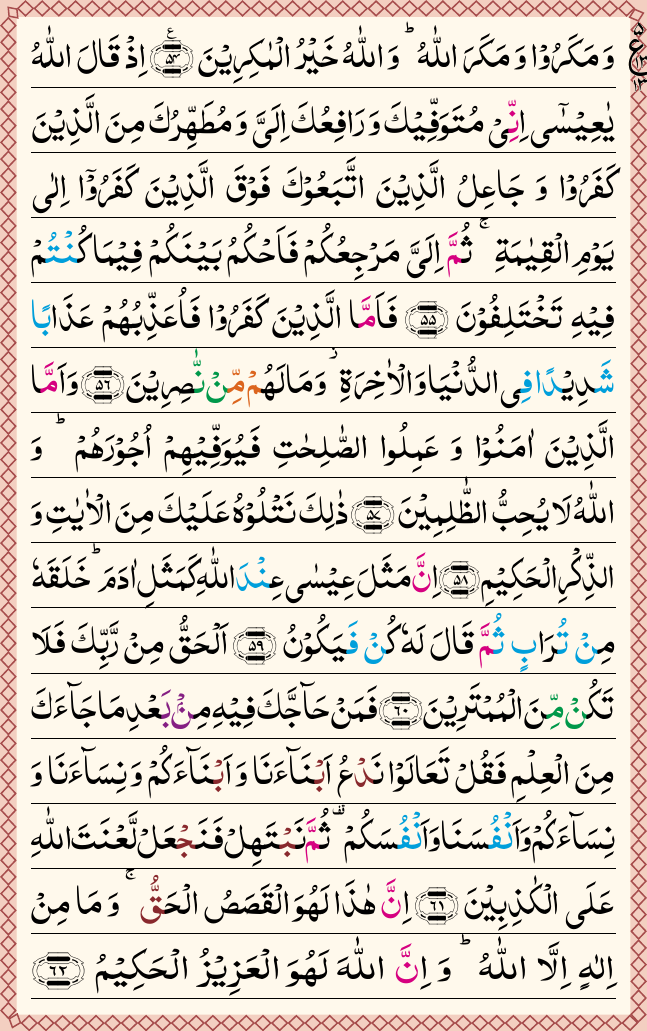 وَ مَكَرُوۡا وَ مَكَرَ اللّٰهُ ؕ وَ اللّٰهُ خَيۡرُ الۡمٰكِرِيۡنَ ﴿۵۴﴾ اِذۡ قَالَ اللّٰهُ
يٰعِيۡسٰٓى اِنِّىۡ مُتَوَفِّيۡكَ وَ رَافِعُكَ اِلَىَّ وَ مُطَهِّرُكَ مِنَ الَّذِيۡنَ
كَفَرُوۡا وَ جَاعِلُ الَّذِيۡنَ اتَّبَعُوۡكَ فَوۡقَ الَّذِيۡنَ كَفَرُوۡۤا اِلٰى
يَوۡمِ الۡقِيٰمَةِ ۚ ثُمَّ اِلَىَّ مَرۡجِعُكُمۡ فَاَحۡكُمُ بَيۡنَكُمۡ فِيۡمَا كُنۡتُمۡ
فِيۡهِ تَخۡتَلِفُوۡنَ ﴿۵۵﴾ فَاَمَّا الَّذِيۡنَ كَفَرُوۡا فَاُعَذِّبُهُمۡ عَذَابًا
شَدِيۡدًا فِى الدُّنۡيَا وَالۡاٰخِرَةِ وَمَا لَهُمۡ مِّنۡ نّٰصِرِيۡنَ ﴿۵۶﴾ وَاَمَّا
الَّذِيۡنَ اٰمَنُوۡا وَ عَمِلُوا الصّٰلِحٰتِ فَيُوَفِّيۡهِمۡ اُجُوۡرَهُمۡ ؕ وَ
اللّٰهُ لَا يُحِبُّ الظّٰلِمِيۡنَ ﴿۵۷﴾ ذٰلِكَ نَتۡلُوۡهُ عَلَيۡكَ مِنَ الۡاٰيٰتِ وَ
الذِّكۡرِ الۡحَكِيۡمِ ﴿۵۸﴾ اِنَّ مَثَلَ عِيۡسٰى عِنۡدَ اللّٰهِ كَمَثَلِ اٰدَمَ ؕ خَلَقَهٗ
مِنۡ تُرَابٍ ثُمَّ قَالَ لَهٗ كُنۡ فَيَكُوۡنُ ﴿۵۹﴾ اَلۡحَقُّ مِنۡ رَّبِّكَ فَلَا
تَكُنۡ مِّنَ الۡمُمۡتَرِيۡنَ ﴿۶۰﴾ فَمَنۡ حَآجَّكَ فِيۡهِ مِنۡۢ بَعۡدِ مَا جَآءَكَ
مِنَ الۡعِلۡمِ فَقُلۡ تَعَالَوۡا نَدۡعُ اَبۡنَآءَنَا وَ اَبۡنَآءَكُمۡ وَ نِسَآءَنَا وَ
نِسَآءَكُمۡ وَاَنۡفُسَنَا وَاَنۡفُسَكُمۡ ثُمَّ نَبۡتَهِلۡ فَنَجۡعَلۡ لَّعۡنَتَ اللّٰهِ
عَلَى الۡكٰذِبِيۡنَ ﴿۶۱﴾ اِنَّ هٰذَا لَهُوَ الۡقَصَصُ الۡحَـقُّ ۚ وَ مَا مِنۡ
اِلٰهٍ اِلَّا اللّٰهُ ؕ وَ اِنَّ اللّٰهَ لَهُوَ الۡعَزِيۡزُ الۡحَكِيۡمُ ﴿۶۲﴾